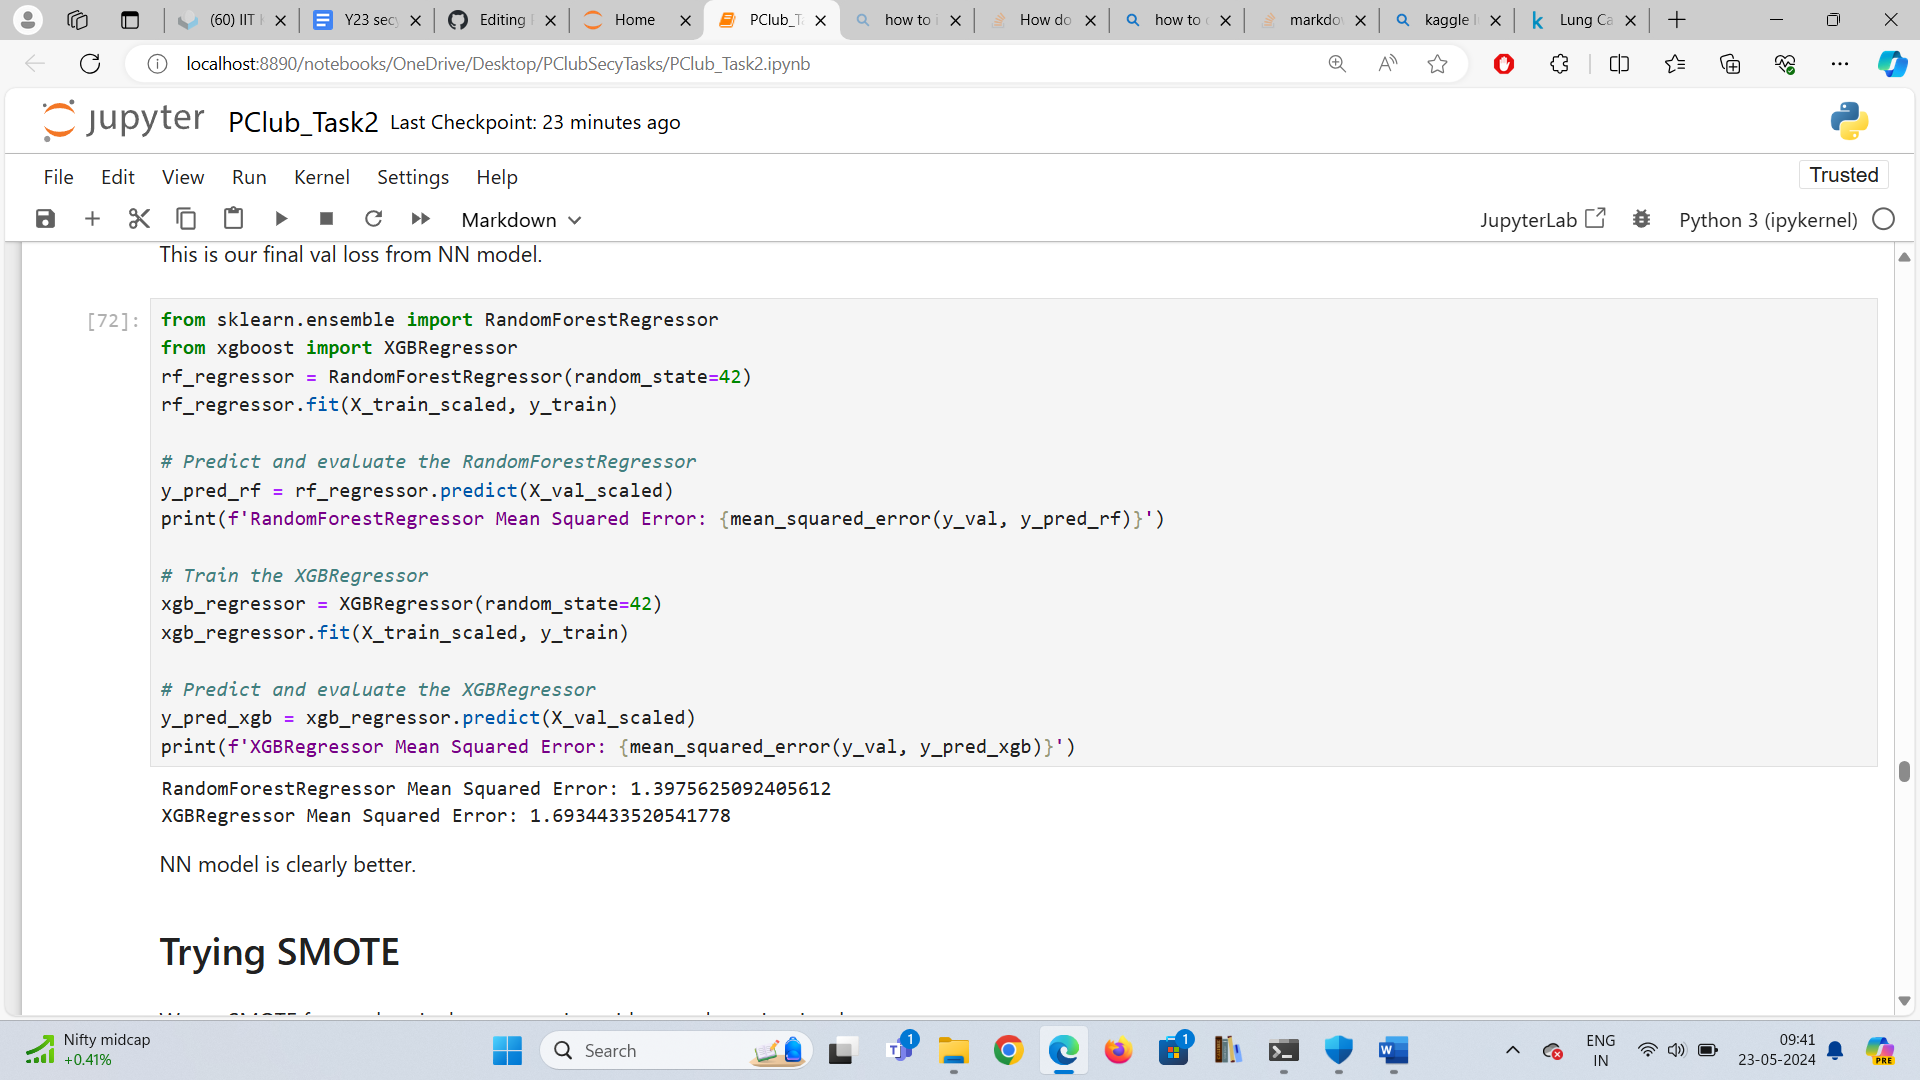 (60) IIT
Y23 secy
Editing
Home
PClub_T
how to i
How do
how to
markdo
kaggle l
Lung Ca
localhost:8890/notebooks/OneDrive/Desktop/PClubSecyTasks/PClub_Task2.ipynb
jupyter PClub_Task2 Last Checkpoint: 23 minutes ago
File Edit View Run Kernel Settings Help Trusted
Markdown JupyterLab Python 3 (ipykernel)
This is our final val loss from NN model.
[72]:
from sklearn.ensemble import RandomForestRegressor
from xgboost import XGBRegressor
rf_regressor = RandomForestRegressor(random_state=42)
rf_regressor.fit(X_train_scaled, y_train)
# Predict and evaluate the RandomForestRegressor
y_pred_rf = rf_regressor.predict(X_val_scaled)
print(f'RandomForestRegressor Mean Squared Error: {mean_squared_error(y_val, y_pred_rf)}')
# Train the XGBRegressor
xgb_regressor = XGBRegressor(random_state=42)
xgb_regressor.fit(X_train_scaled, y_train)
# Predict and evaluate the XGBRegressor
y_pred_xgb = xgb_regressor.predict(X_val_scaled)
print(f'XGBRegressor Mean Squared Error: {mean_squared_error(y_val, y_pred_xgb)}')
RandomForestRegressor Mean Squared Error: 1.3975625092405612
XGBRegressor Mean Squared Error: 1.6934433520541778
NN model is clearly better.
Trying SMOTE
Nifty midcap
+0.41%
Search
1
1
ENG
IN
09:41
23-05-2024
PRE